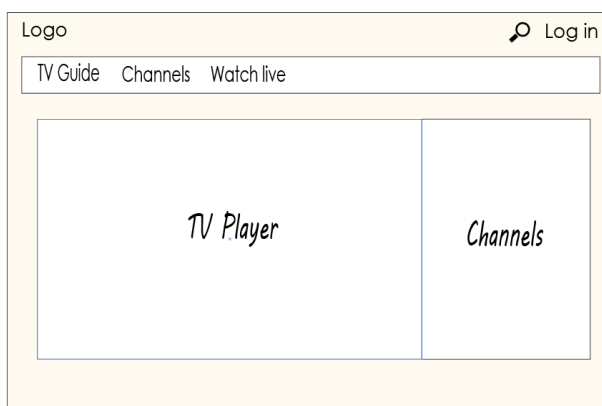 Logo
Log in
TV Guide Channels Watch live
TV Player
Channels